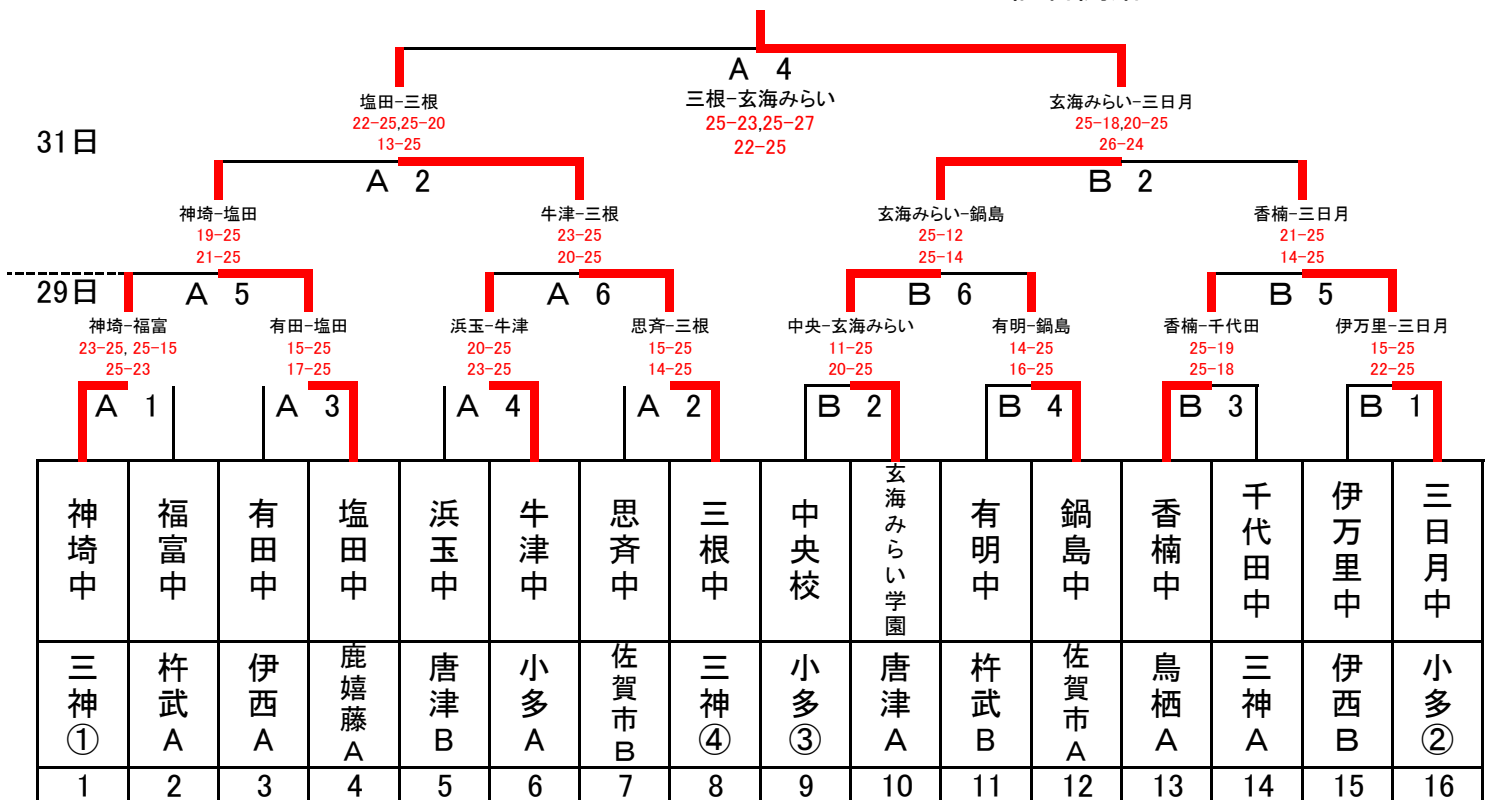 A 4
塩田-三根
22-25,25-20
13-25
三根-玄海みらい
25-23,25-27
22-25
玄海みらい-三日月
25-18,20-25
26-24
31日
A 2
B 2
神埼-塩田
19-25
21-25
牛津-三根
23-25
20-25
玄海みらい-鍋島
25-12
25-14
香楠-三日月
21-25
14-25
29日
A 5
A 6
B 6
B 5
神埼-福富
23-25, 25-15
25-23
有田-塩田
15-25
17-25
浜玉-牛津
20-25
23-25
思斉-三根
15-25
14-25
中央-玄海みらい
11-25
20-25
有明-鍋島
14-25
16-25
香楠-千代田
25-19
25-18
伊万里-三日月
15-25
22-25
A 1
A 3
A 4
A 2
B 2
B 4
B 3
B 1
神埼中
福富中
有田中
塩田中
浜玉中
牛津中
思斉中
三根中
中央校
玄海みらい学園
有明中
鍋島中
香楠中
千代田中
伊万里中
三日月中
三神①
杵武A
伊西A
鹿嬉藤A
唐津B
小多A
佐賀市B
三神④
小多③
唐津A
杵武B
佐賀市A
鳥栖A
三神A
伊西B
小多②
1 2 3 4 5 6 7 8 9 10 11 12 13 14 15 16